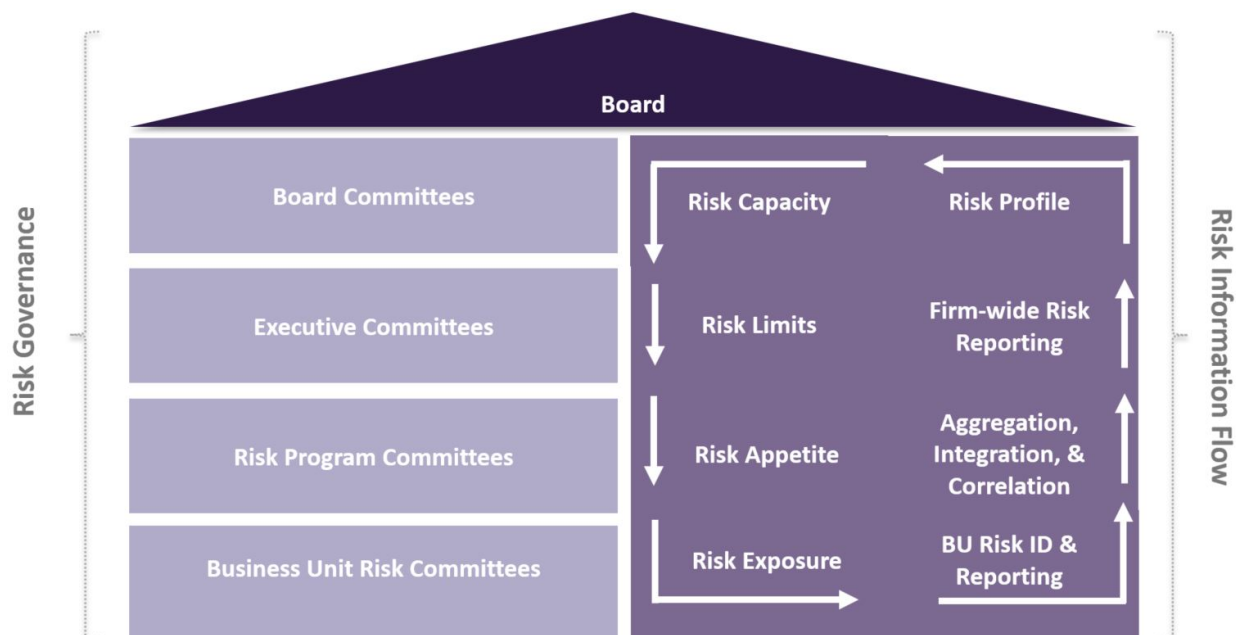 Board
Risk Governance
Board Committees
Risk Capacity
Risk Profile
Executive Committees
Risk Limits
Firm-wide Risk
Reporting
Risk Program Committees
Risk Appetite
Aggregation,
Integration, &
Correlation
Business Unit Risk Committees
Risk Exposure
BU Risk ID &
Reporting
Risk Information Flow